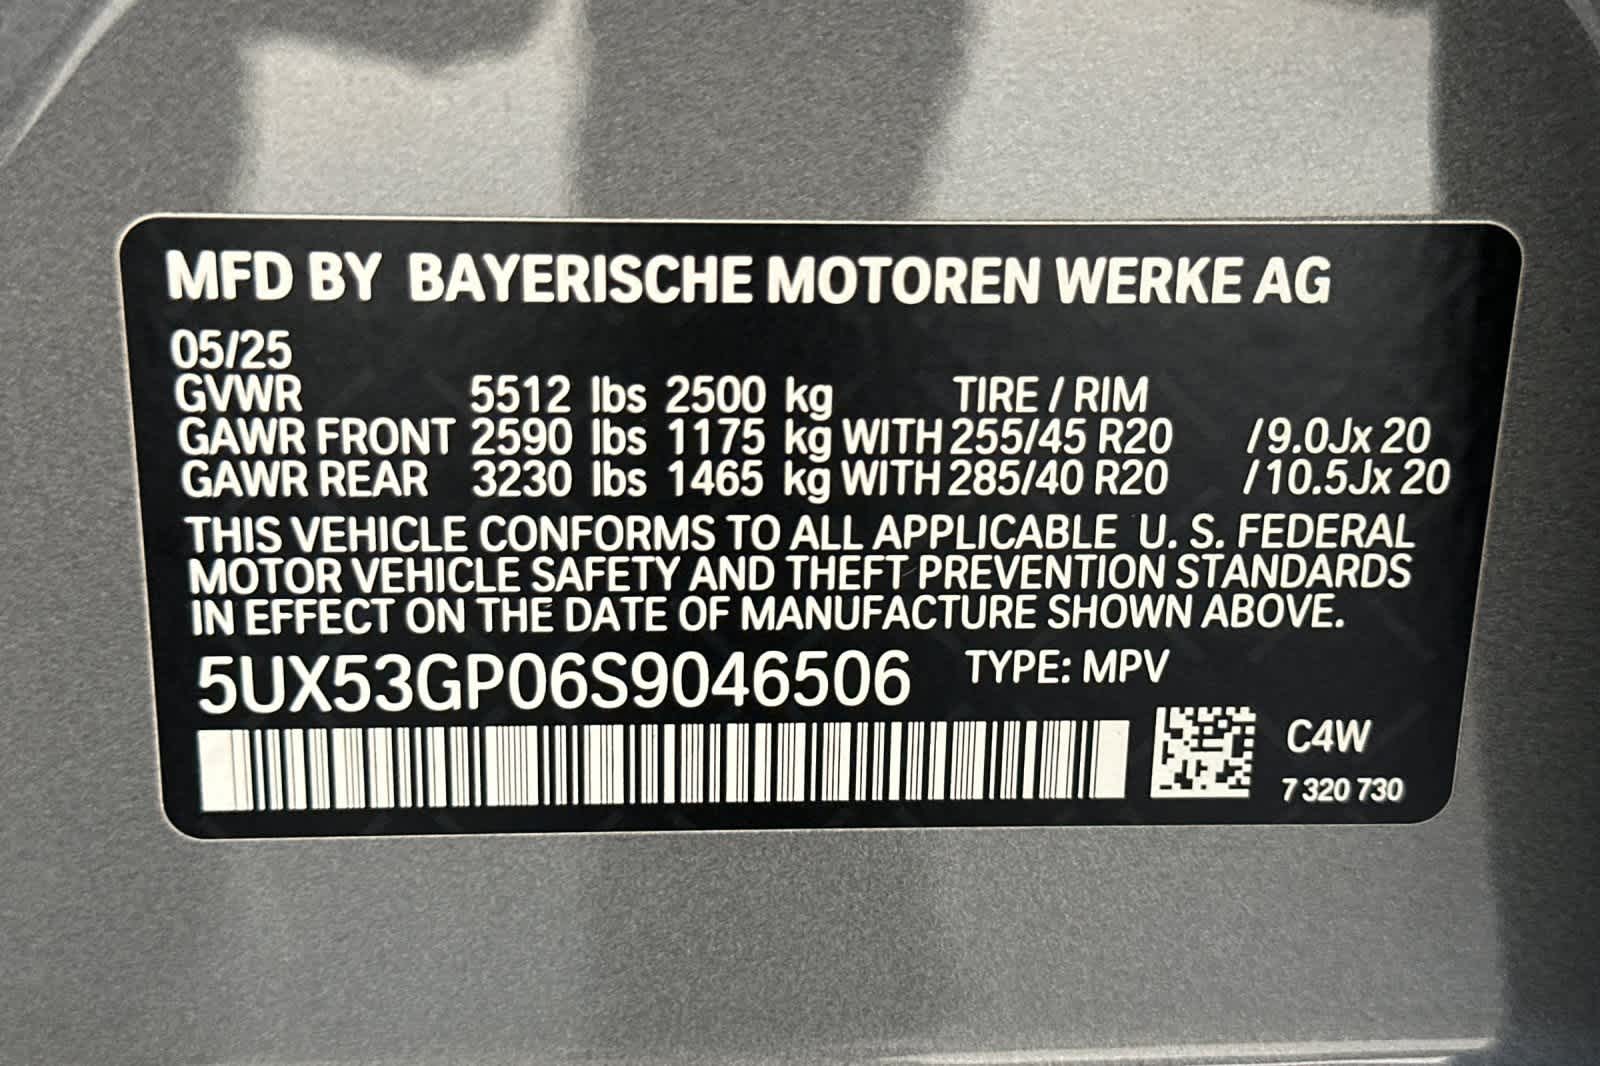 MFD BY BAYERISCHE MOTOREN WERKE AG
05/25
GVWR 5512 lbs 2500 kg TIRE / RIM
GAWR FRONT 2590 lbs 1175 kg WITH 255/45 R20 /9.0Jx 20
GAWR REAR 3230 lbs 1465 kg WITH 285/40 R20 /10.5Jx 20
THIS VEHICLE CONFORMS TO ALL APPLICABLE U. S. FEDERAL
MOTOR VEHICLE SAFETY AND THEFT PREVENTION STANDARDS
IN EFFECT ON THE DATE OF MANUFACTURE SHOWN ABOVE.
5UX53GP06S9046506 TYPE: MPV
C4W
7 320 730